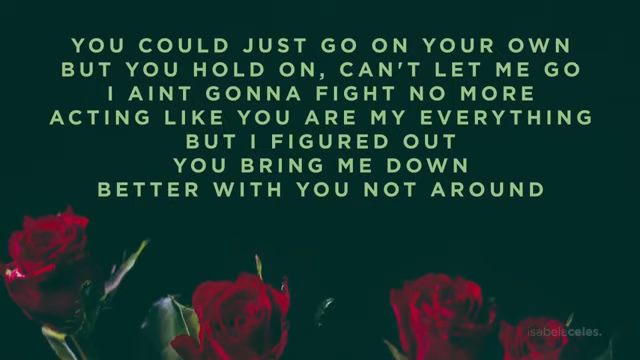 YOU COULD JUST GO ON YOUR OWN
BUT YOU HOLD ON, CAN'T LET ME GO
I AINT GONNA FIGHT NO MORE
ACTING LIKE YOU ARE MY EVERYTHING
BUT I FIGURED OUT
YOU BRING ME DOWN
BETTER WITH YOU NOT AROUND
isabelaceles.